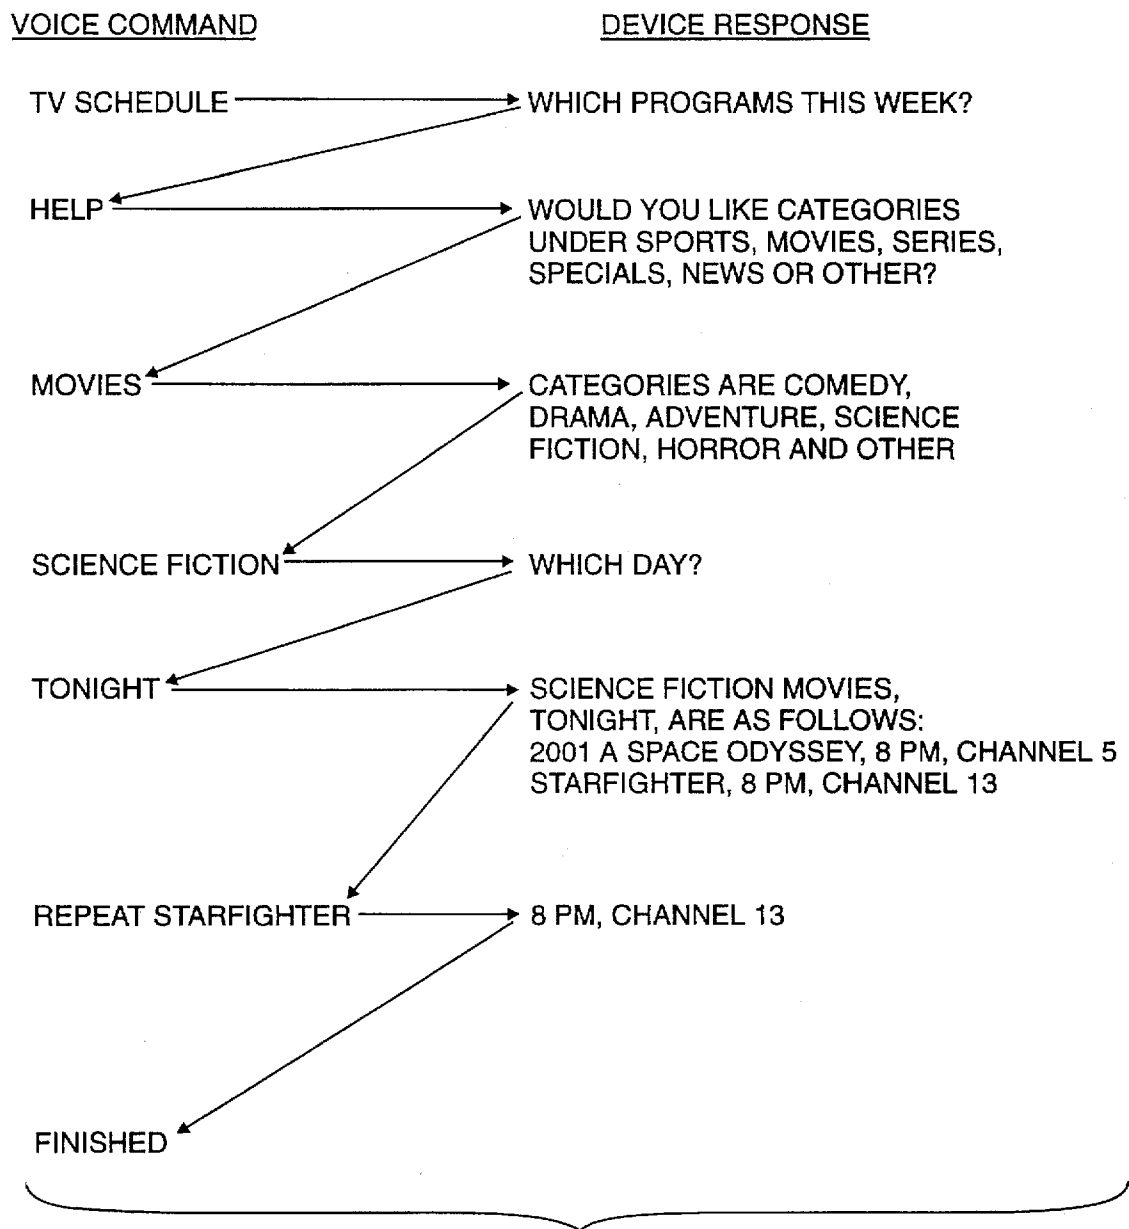 VOICE COMMAND
DEVICE RESPONSE
TV SCHEDULE
WHICH PROGRAMS THIS WEEK?
HELP
WOULD YOU LIKE CATEGORIES
UNDER SPORTS, MOVIES, SERIES,
SPECIALS, NEWS OR OTHER?
MOVIES
CATEGORIES ARE COMEDY,
DRAMA, ADVENTURE, SCIENCE
FICTION, HORROR AND OTHER
SCIENCE FICTION
WHICH DAY?
TONIGHT
SCIENCE FICTION MOVIES,
TONIGHT, ARE AS FOLLOWS:
2001 A SPACE ODYSSEY, 8 PM, CHANNEL 5
STARFIGHTER, 8 PM, CHANNEL 13
REPEAT STARFIGHTER
8 PM, CHANNEL 13
FINISHED